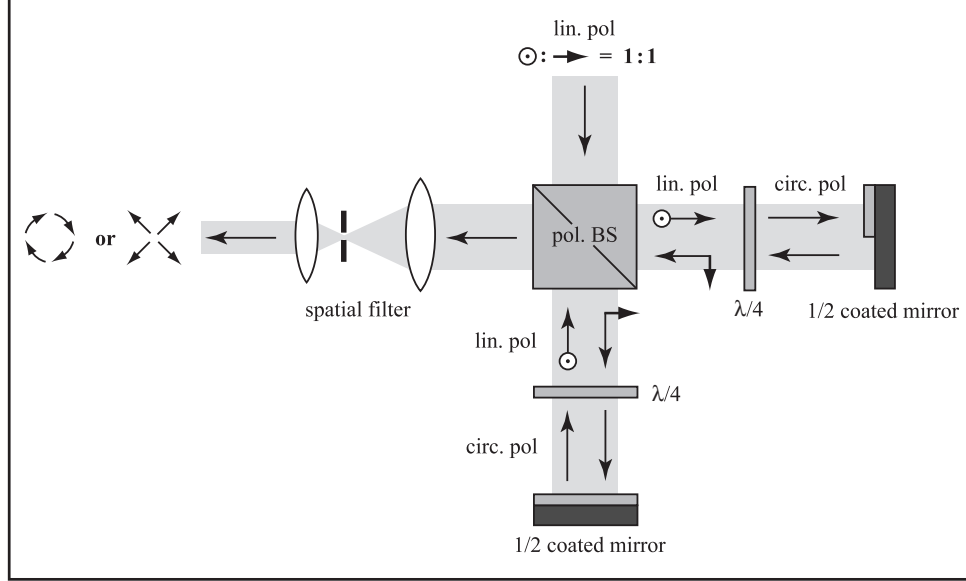 lin. pol
⊙: → = 1:1
lin. pol
circ. pol
or
pol. BS
spatial filter
λ/4
1/2 coated mirror
lin. pol
λ/4
circ. pol
1/2 coated mirror